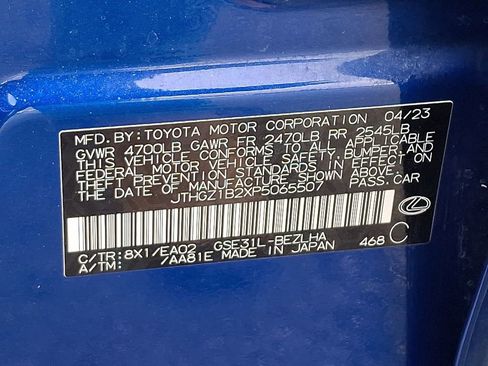 MFD. BY: TOYOTA MOTOR CORPORATION 04/23
GVWR 4700LB GAWR FR 2470LB RR 2545LB
THIS VEHICLE CONFORMS TO ALL APPLICABLE
FEDERAL MOTOR VEHICLE SAFETY, BUMPER, AND
THEFT PREVENTION STANDARDS IN EFFECT ON
THE DATE OF MANUFACTURE SHOWN ABOVE.
JTHGZ1B2XP5065507 PASS.CAR
C/TR: 8X1/EA02 GSE31L-BEZLHA
A/TM: /AA81E MADE IN JAPAN 468 C